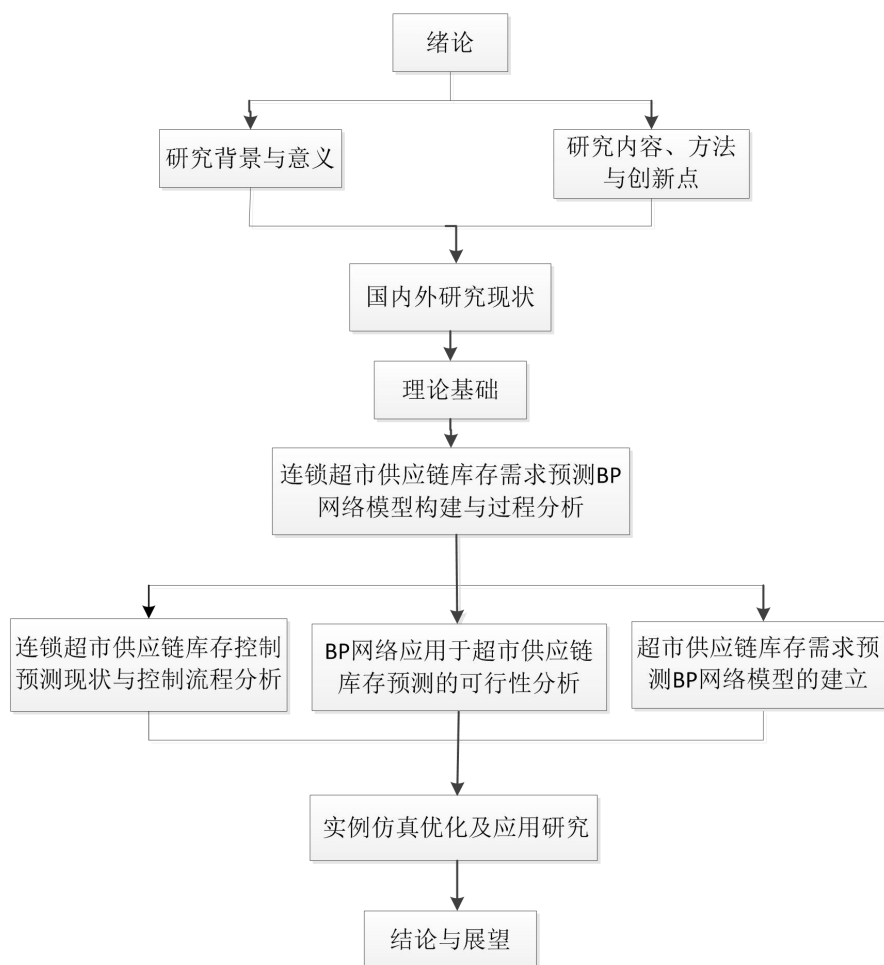 绪论
研究背景与意义
研究内容、方法
与创新点
国内外研究现状
理论基础
连锁超市供应链库存需求预测BP
网络模型构建与过程分析
连锁超市供应链库存控制
预测现状与控制流程分析
BP网络应用于超市供应链
库存预测的可行性分析
超市供应链库存需求预
测BP网络模型的建立
实例仿真优化及应用研究
结论与展望